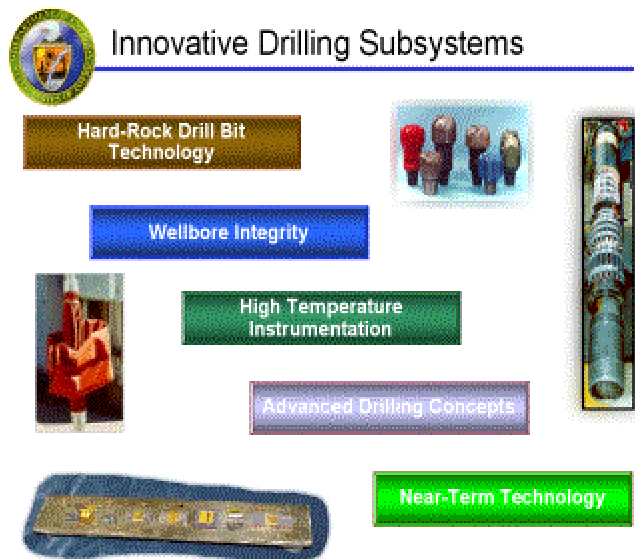 Innovative Drilling Subsystems
Hard-Rock Drill Bit
Technology
Wellbore Integrity
High Temperature
Instrumentation
Advanced Drilling Concepts
Near-Term Technology